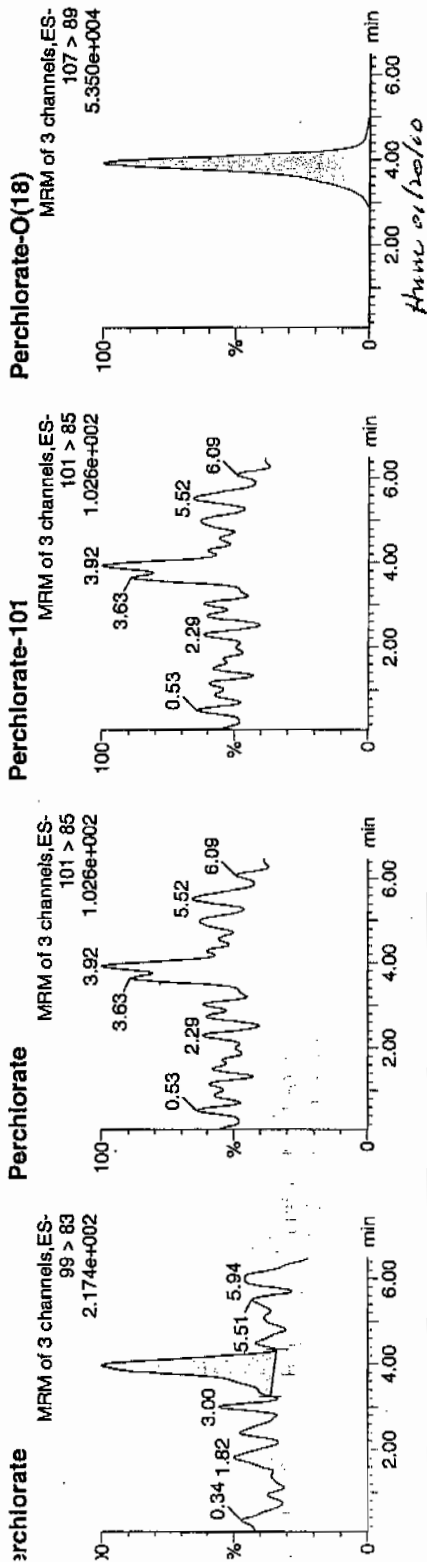 erchlorate
MRM of 3 channels,ES-
99 > 83
2.174e+002
00
%
0
0.34
1.82
3.00
5.51
5.94
2.00
4.00
6.00
min
Perchlorate
MRM of 3 channels,ES-
101 > 85
1.026e+002
100
%
0
0.53
2.29
3.63
3.92
5.52
6.09
2.00
4.00
6.00
min
Perchlorate-101
MRM of 3 channels,ES-
101 > 85
1.026e+002
100
%
0
0.53
2.29
3.63
3.92
5.52
6.09
2.00
4.00
6.00
min
Perchlorate-O(18)
MRM of 3 channels,ES-
107 > 89
5.350e+004
100
%
0
2.00
4.00
6.00
min
01/20/10